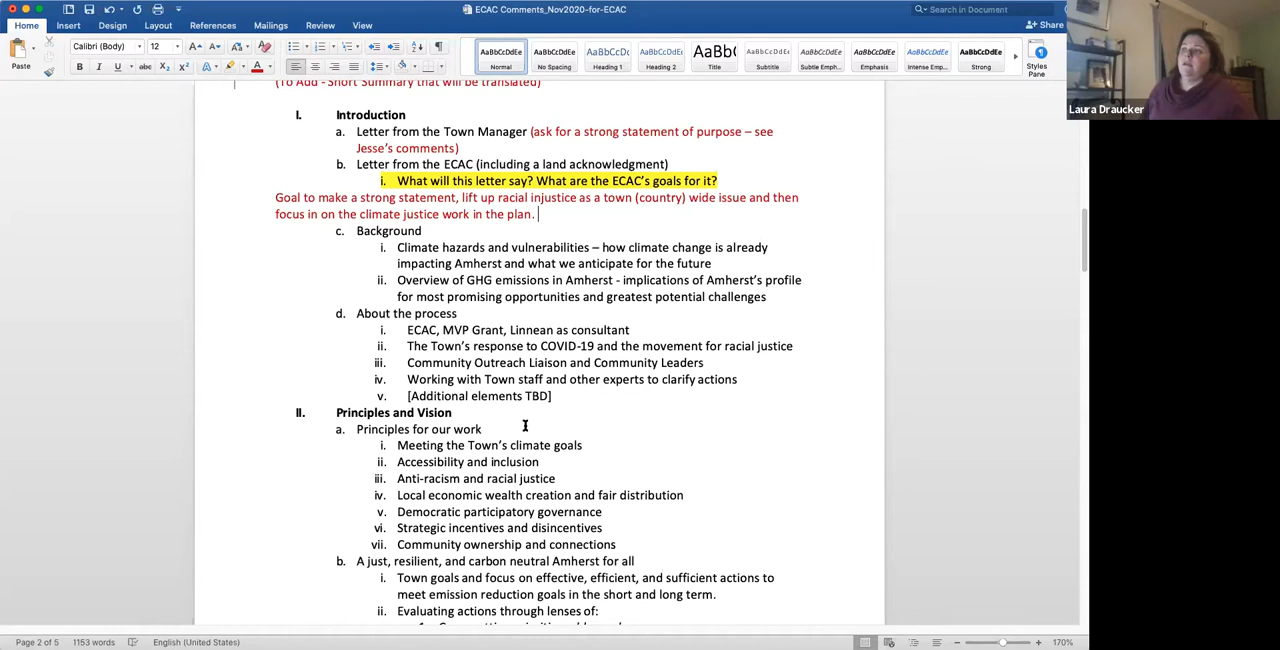 ECAC Comments_Nov2020-for-ECAC
Search in Document
Home Insert Design Layout References Mailings Review View
Share
Paste
Calibri (Body) 12
B I U abc X₂ X² A A
AaBbCcDdEe AaBbCcDdEe AaBbCcDc AaBbCcDdEe AaBb( AaBbCcDdEe AaBbCcDdEe AaBbCcDdEe AaBbCcDdEe AaBbCcDdEe
Normal No Spacing Heading 1 Heading 2 Title Subtitle Subtle Emph... Emphasis Intense Emp... Strong
Styles Pane
Laura Draucker
(To Add - Short Summary that will be translated)
I. Introduction
a. Letter from the Town Manager (ask for a strong statement of purpose – see
Jesse's comments)
b. Letter from the ECAC (including a land acknowledgment)
i. What will this letter say? What are the ECAC's goals for it?
Goal to make a strong statement, lift up racial injustice as a town (country) wide issue and then
focus in on the climate justice work in the plan.
c. Background
i. Climate hazards and vulnerabilities – how climate change is already
impacting Amherst and what we anticipate for the future
ii. Overview of GHG emissions in Amherst - implications of Amherst's profile
for most promising opportunities and greatest potential challenges
d. About the process
i. ECAC, MVP Grant, Linnean as consultant
ii. The Town's response to COVID-19 and the movement for racial justice
iii. Community Outreach Liaison and Community Leaders
iv. Working with Town staff and other experts to clarify actions
v. [Additional elements TBD]
II. Principles and Vision
a. Principles for our work
i. Meeting the Town's climate goals
ii. Accessibility and inclusion
iii. Anti-racism and racial justice
iv. Local economic wealth creation and fair distribution
v. Democratic participatory governance
vi. Strategic incentives and disincentives
vii. Community ownership and connections
b. A just, resilient, and carbon neutral Amherst for all
i. Town goals and focus on effective, efficient, and sufficient actions to
meet emission reduction goals in the short and long term.
ii. Evaluating actions through lenses of:
Page 2 of 5 1153 words English (United States) 170%